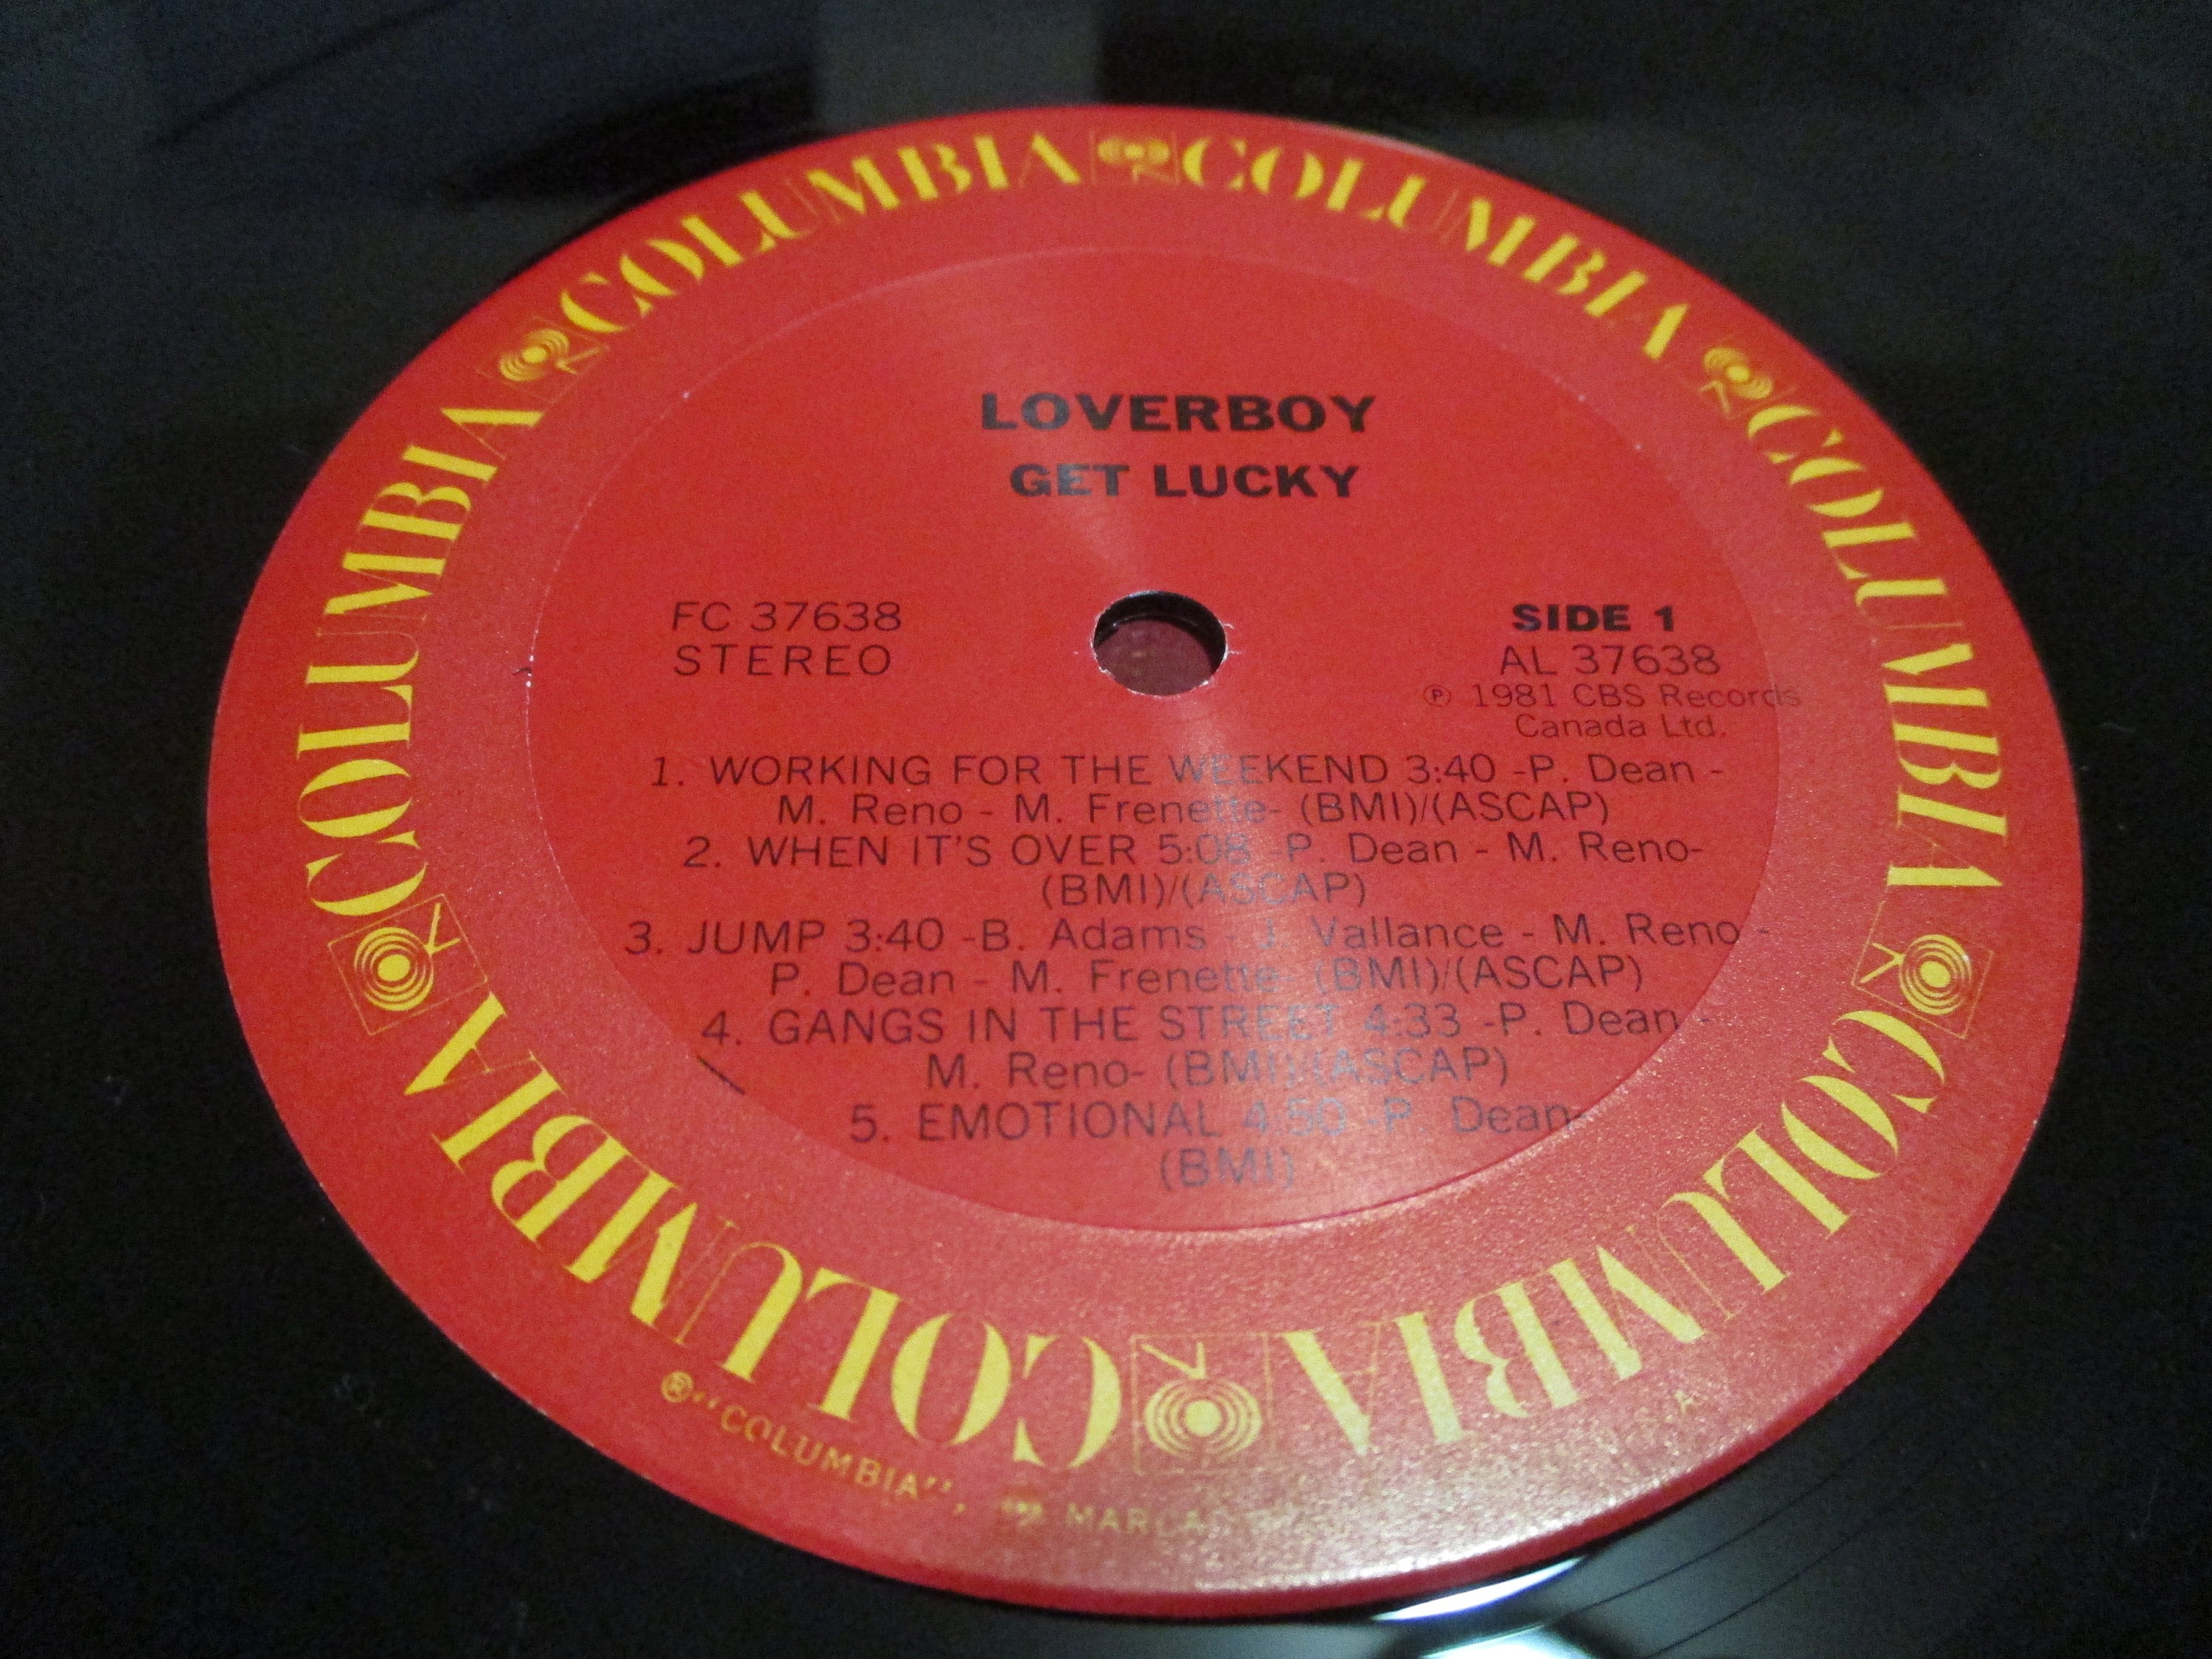 COLUMBIA COLUMBIA COLUMBIA COLUMBIA COLUMBIA COLUMBIA
LOVERBOY
GET LUCKY
FC 37638
STEREO
SIDE 1
AL 37638
℗ 1981 CBS Records
Canada Ltd.
1. WORKING FOR THE WEEKEND 3:40 -P. Dean -
M. Reno - M. Frenette- (BMI)/(ASCAP)
2. WHEN IT'S OVER 5:08 -P. Dean - M. Reno-
(BMI)/(ASCAP)
3. JUMP 3:40 -B. Adams - J. Vallance - M. Reno -
P. Dean - M. Frenette- (BMI)/(ASCAP)
4. GANGS IN THE STREET 4:33 -P. Dean -
M. Reno- (BMI)/(ASCAP)
5. EMOTIONAL 4:50 -P. Dean-
(BMI)
® "COLUMBIA", MARCAS